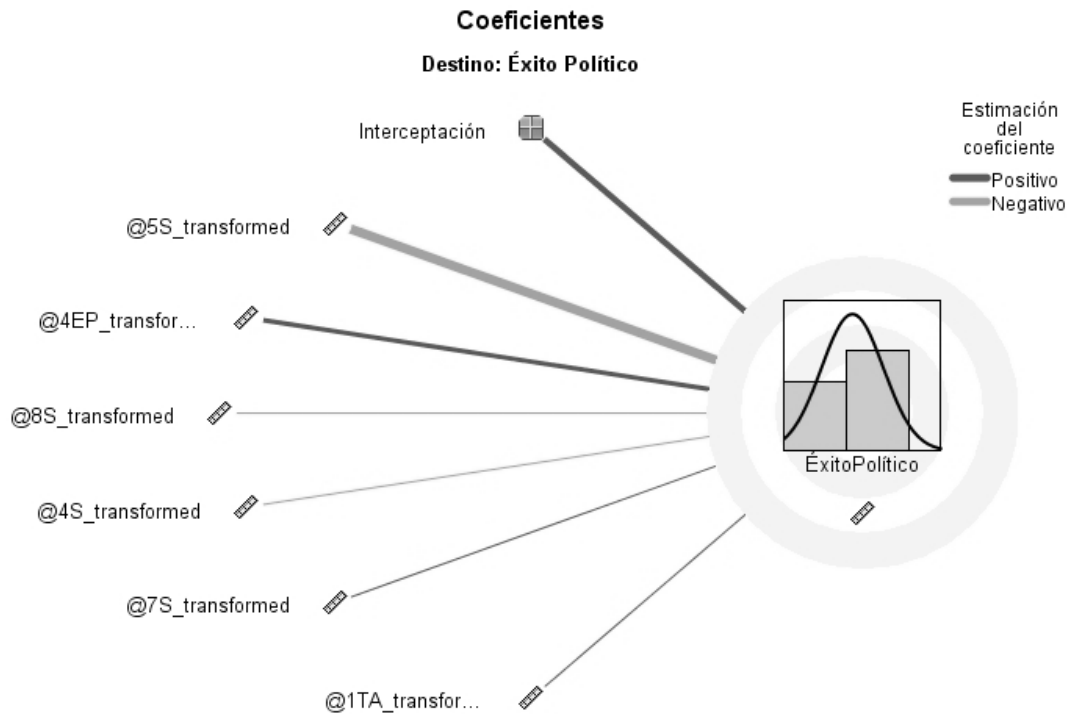 Coeficientes
Destino: Éxito Político
Interceptación
Estimación
del
coeficiente
Positivo
Negativo
@5S_transformed
@4EP_transfor...
@8S_transformed
ÉxitoPolítico
@4S_transformed
@7S_transformed
@1TA_transfor...